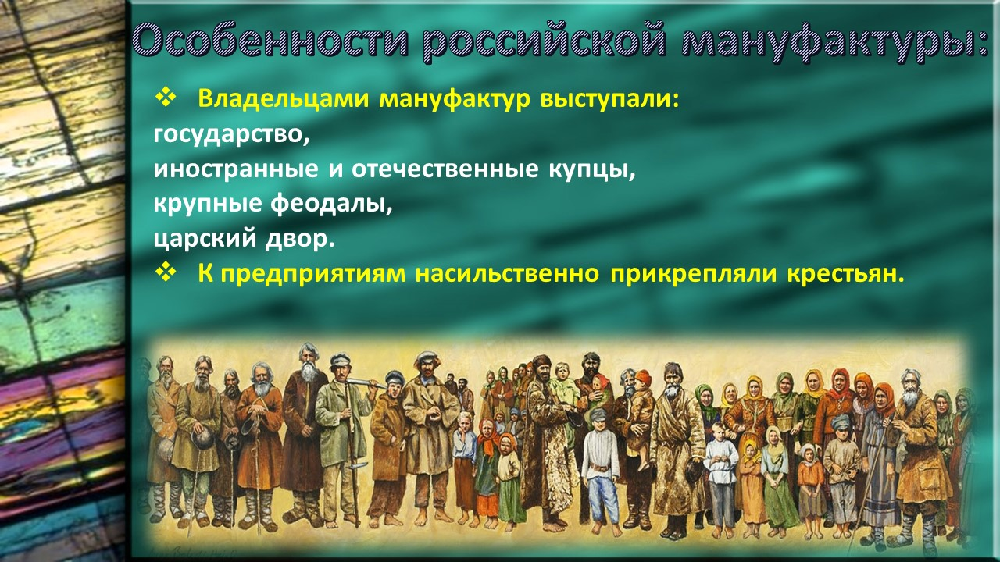 Особенности российской мануфактуры:
❖ Владельцами мануфактур выступали:
государство,
иностранные и отечественные купцы,
крупные феодалы,
царский двор.
❖ К предприятиям насильственно прикрепляли крестьян.